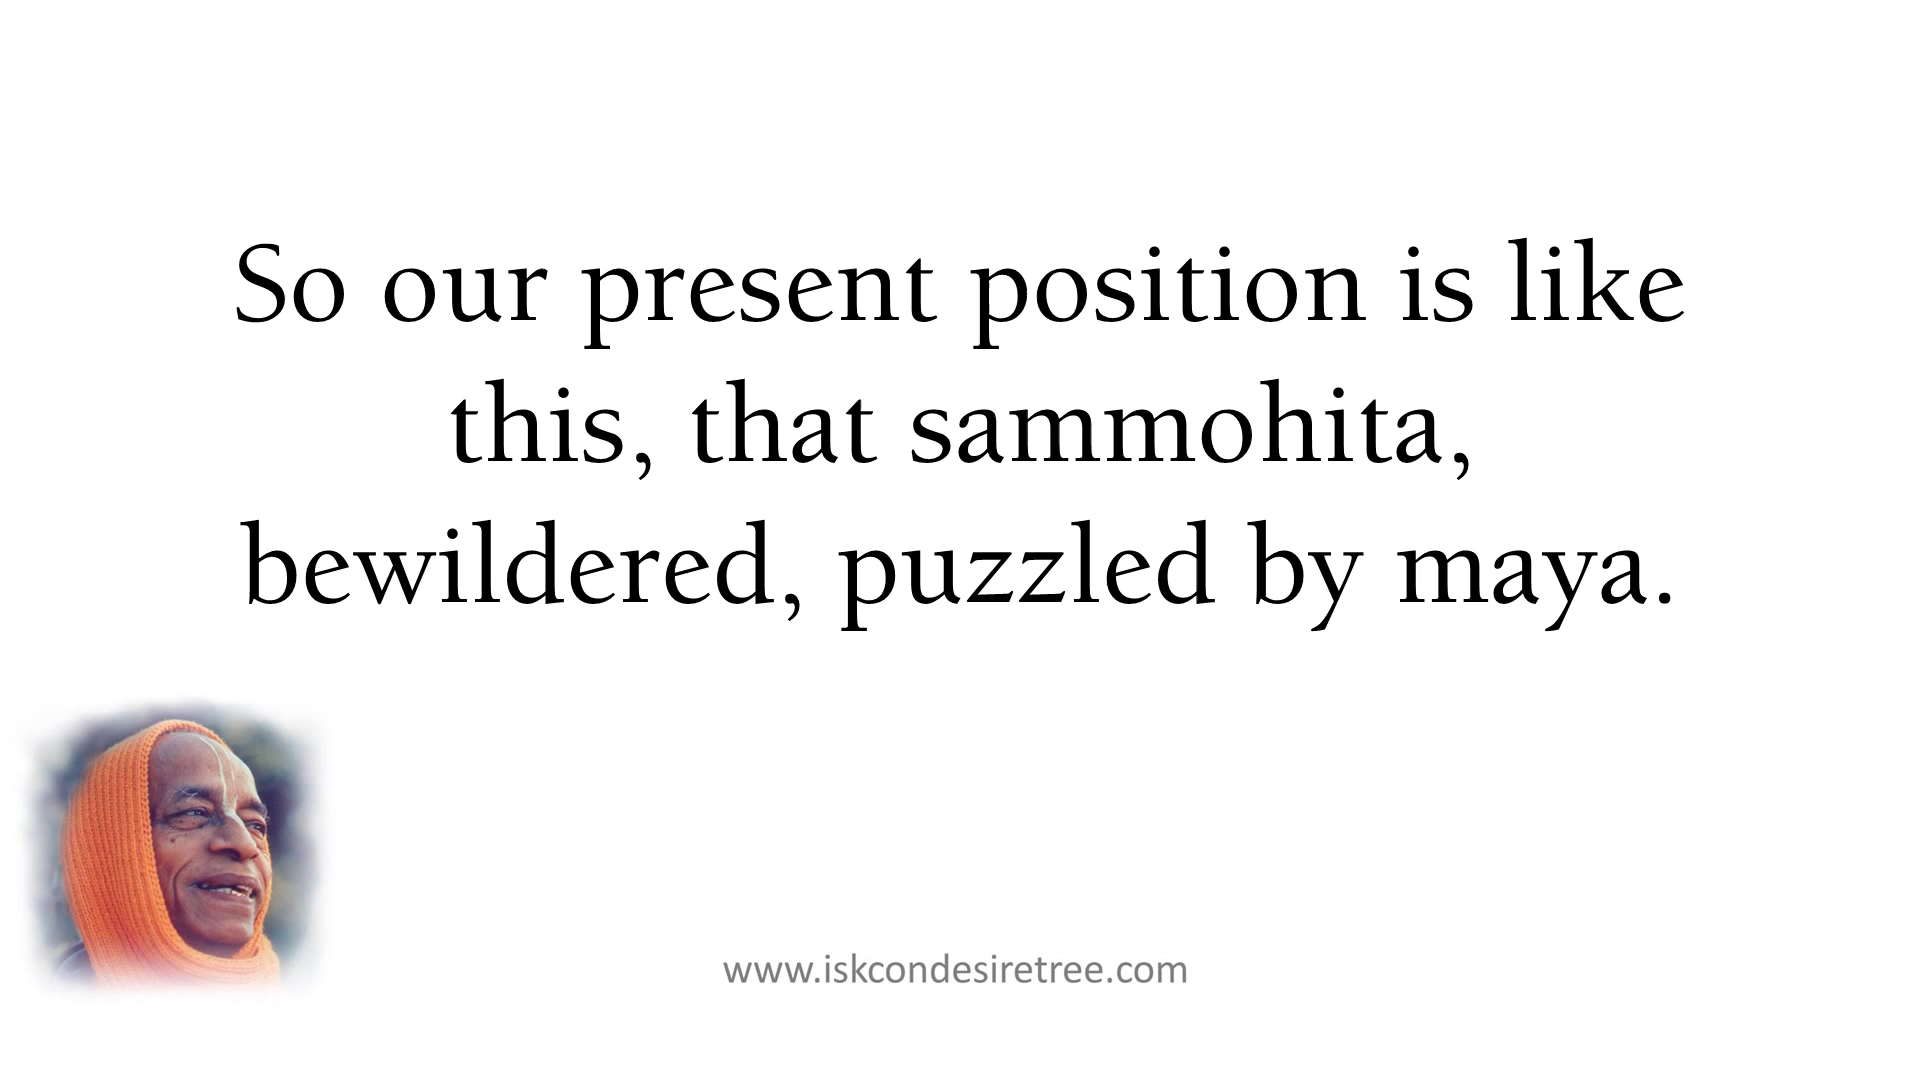 So our present position is like
this, that sammohita,
bewildered, puzzled by maya.
www.iskcondesiretree.com